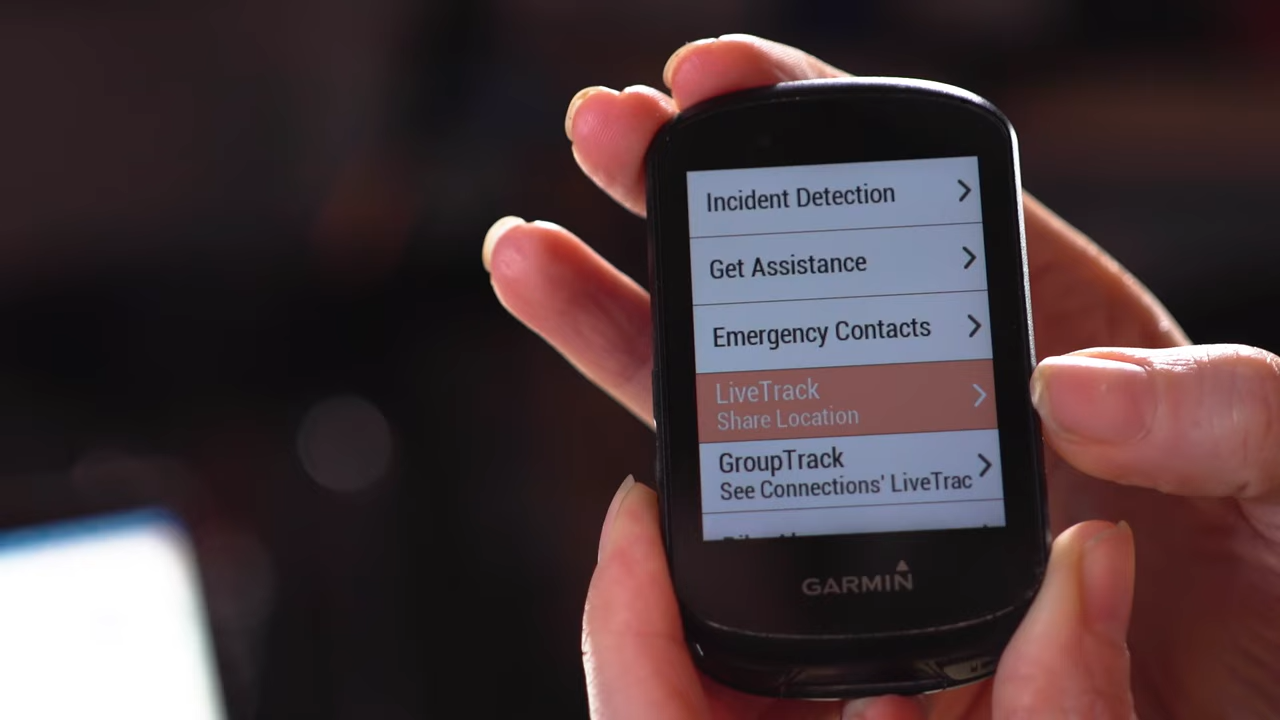 Incident Detection
Get Assistance
Emergency Contacts
LiveTrack
Share Location
GroupTrack
See Connections' LiveTrac
GARMIN